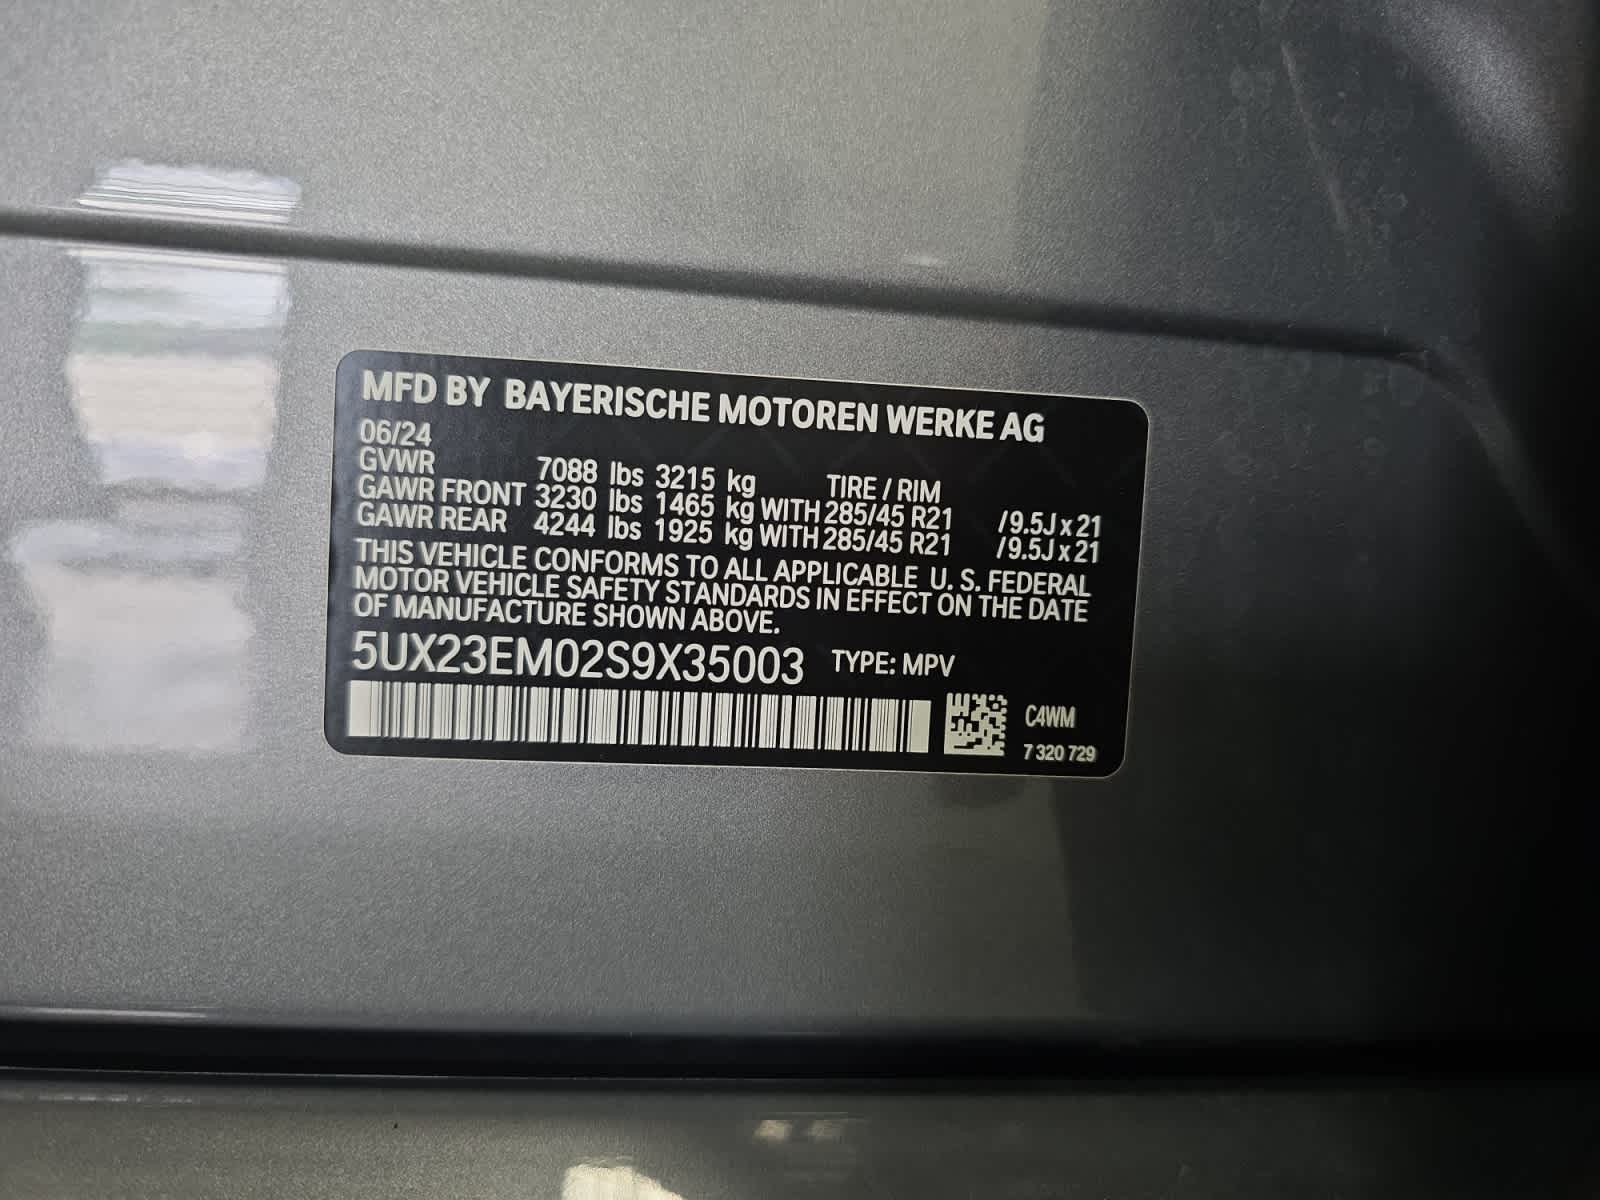 MFD BY BAYERISCHE MOTOREN WERKE AG
06/24
GVWR 7088 lbs 3215 kg TIRE / RIM
GAWR FRONT 3230 lbs 1465 kg WITH 285/45 R21 /9.5J x 21
GAWR REAR 4244 lbs 1925 kg WITH 285/45 R21 /9.5J x 21
THIS VEHICLE CONFORMS TO ALL APPLICABLE U. S. FEDERAL
MOTOR VEHICLE SAFETY STANDARDS IN EFFECT ON THE DATE
OF MANUFACTURE SHOWN ABOVE.
5UX23EM02S9X35003 TYPE: MPV
C4WM
7 320 729